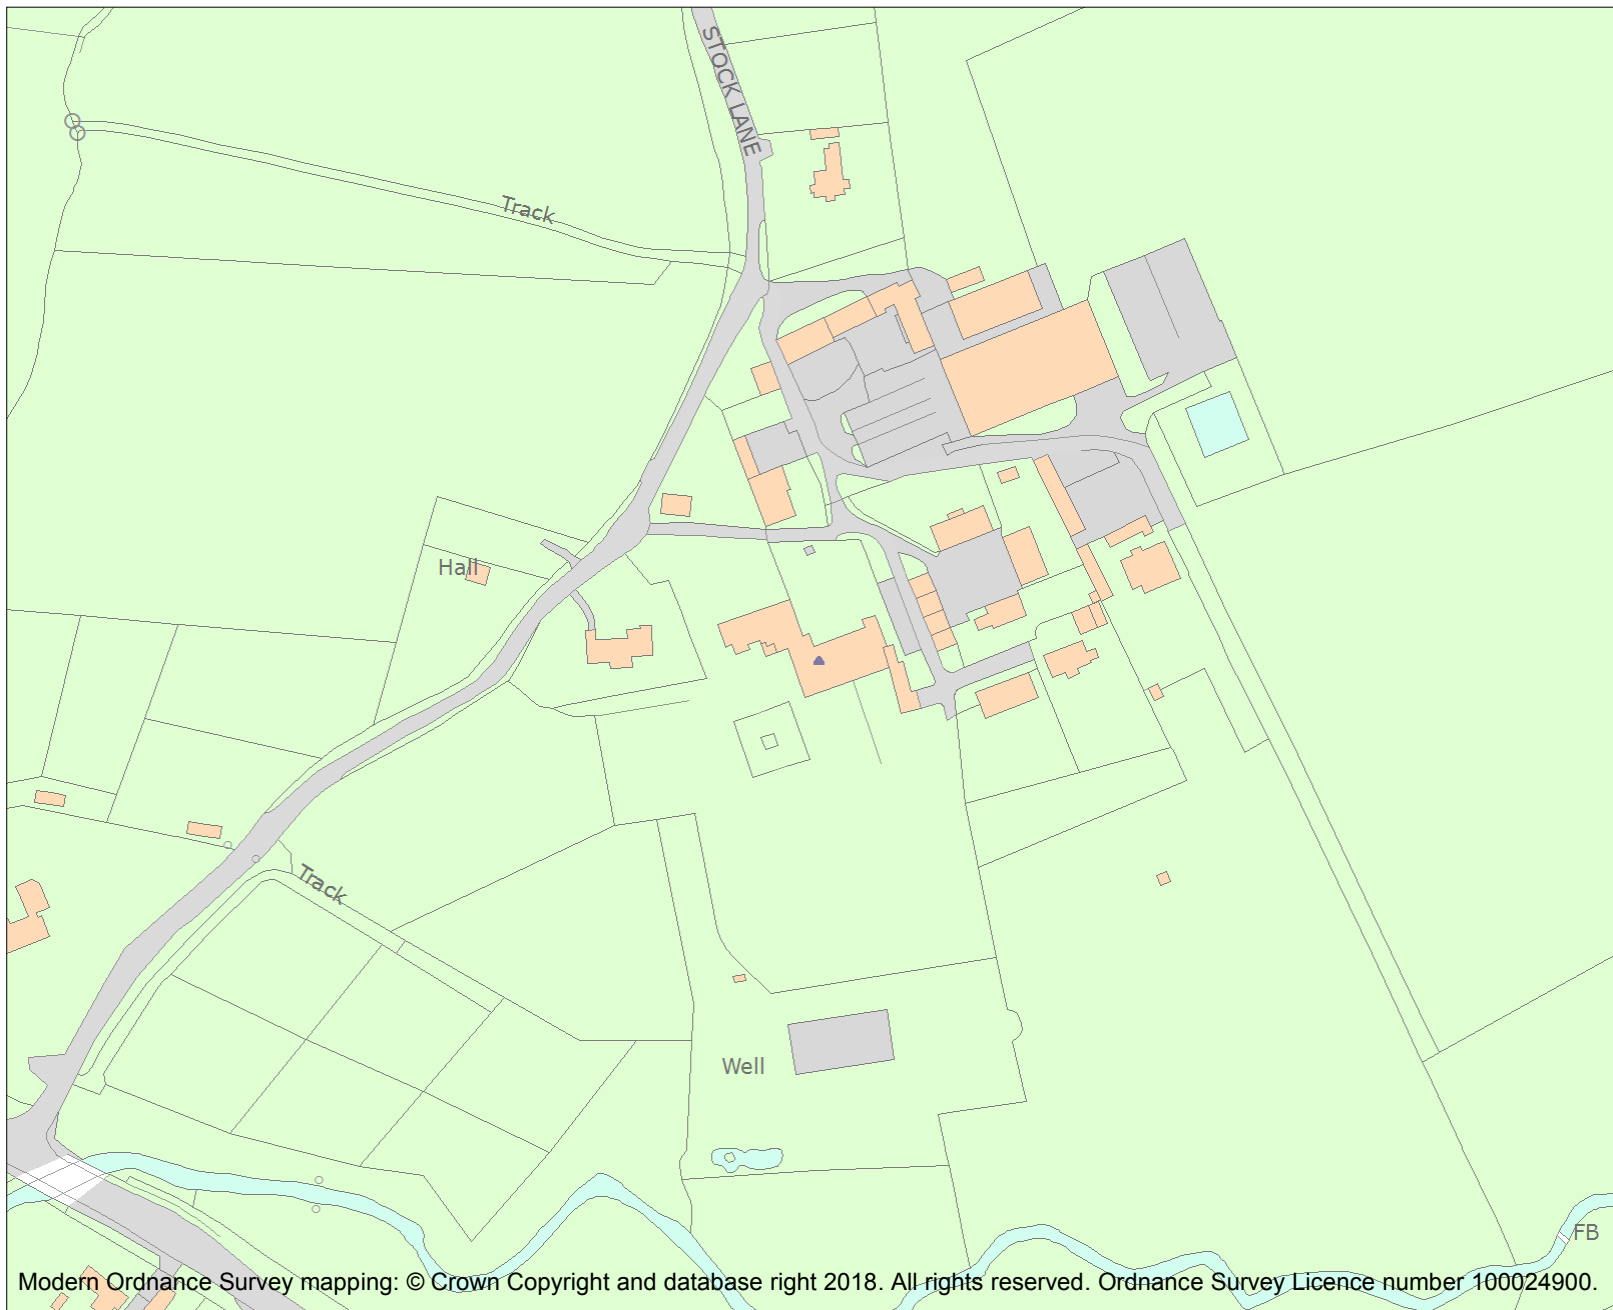 STOCK LANE
Track
Hall
Track
Well
FB
Modern Ordnance Survey mapping: © Crown Copyright and database right 2018. All rights reserved. Ordnance Survey Licence number 100024900.